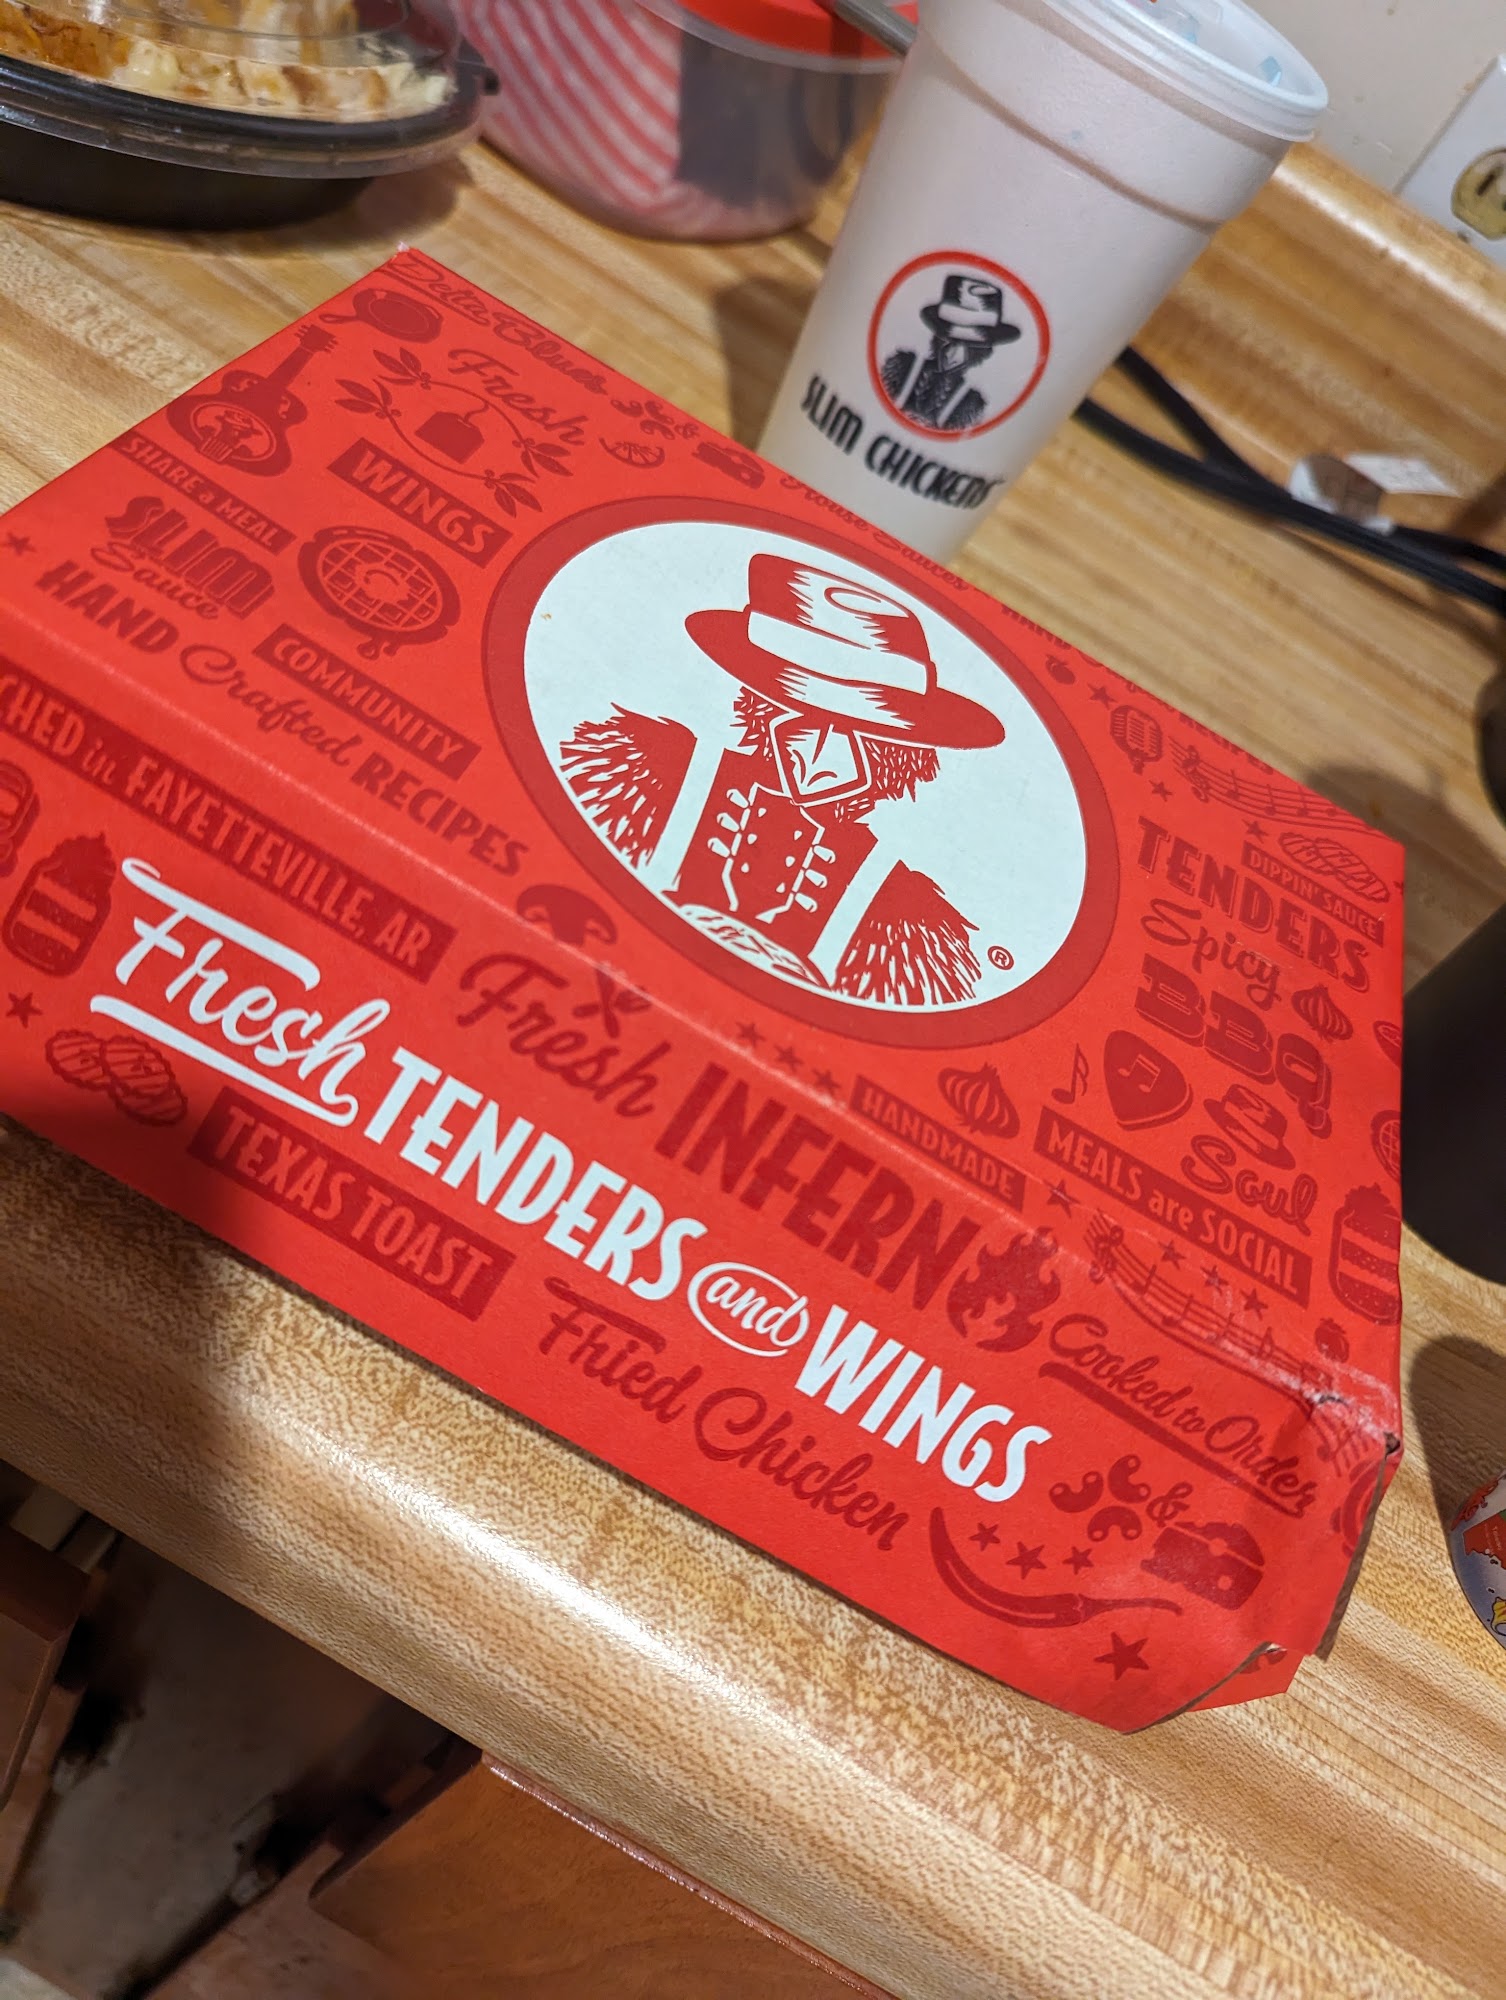 SLIM CHICKENS
Delta Blues
Fresh
WINGS
SHARE a MEAL
SLIM
Sauce
HAND Crafted RECIPES
COMMUNITY
House Sauces
®
TENDERS
DIPPIN' SAUCE
Spicy
BBQ
Soul
MEALS are SOCIAL
HANDMADE
CHED in FAYETTEVILLE, AR
Fresh INFERNO
Cooked to Order
Fresh TENDERS and WINGS
TEXAS TOAST
Fried Chicken
&